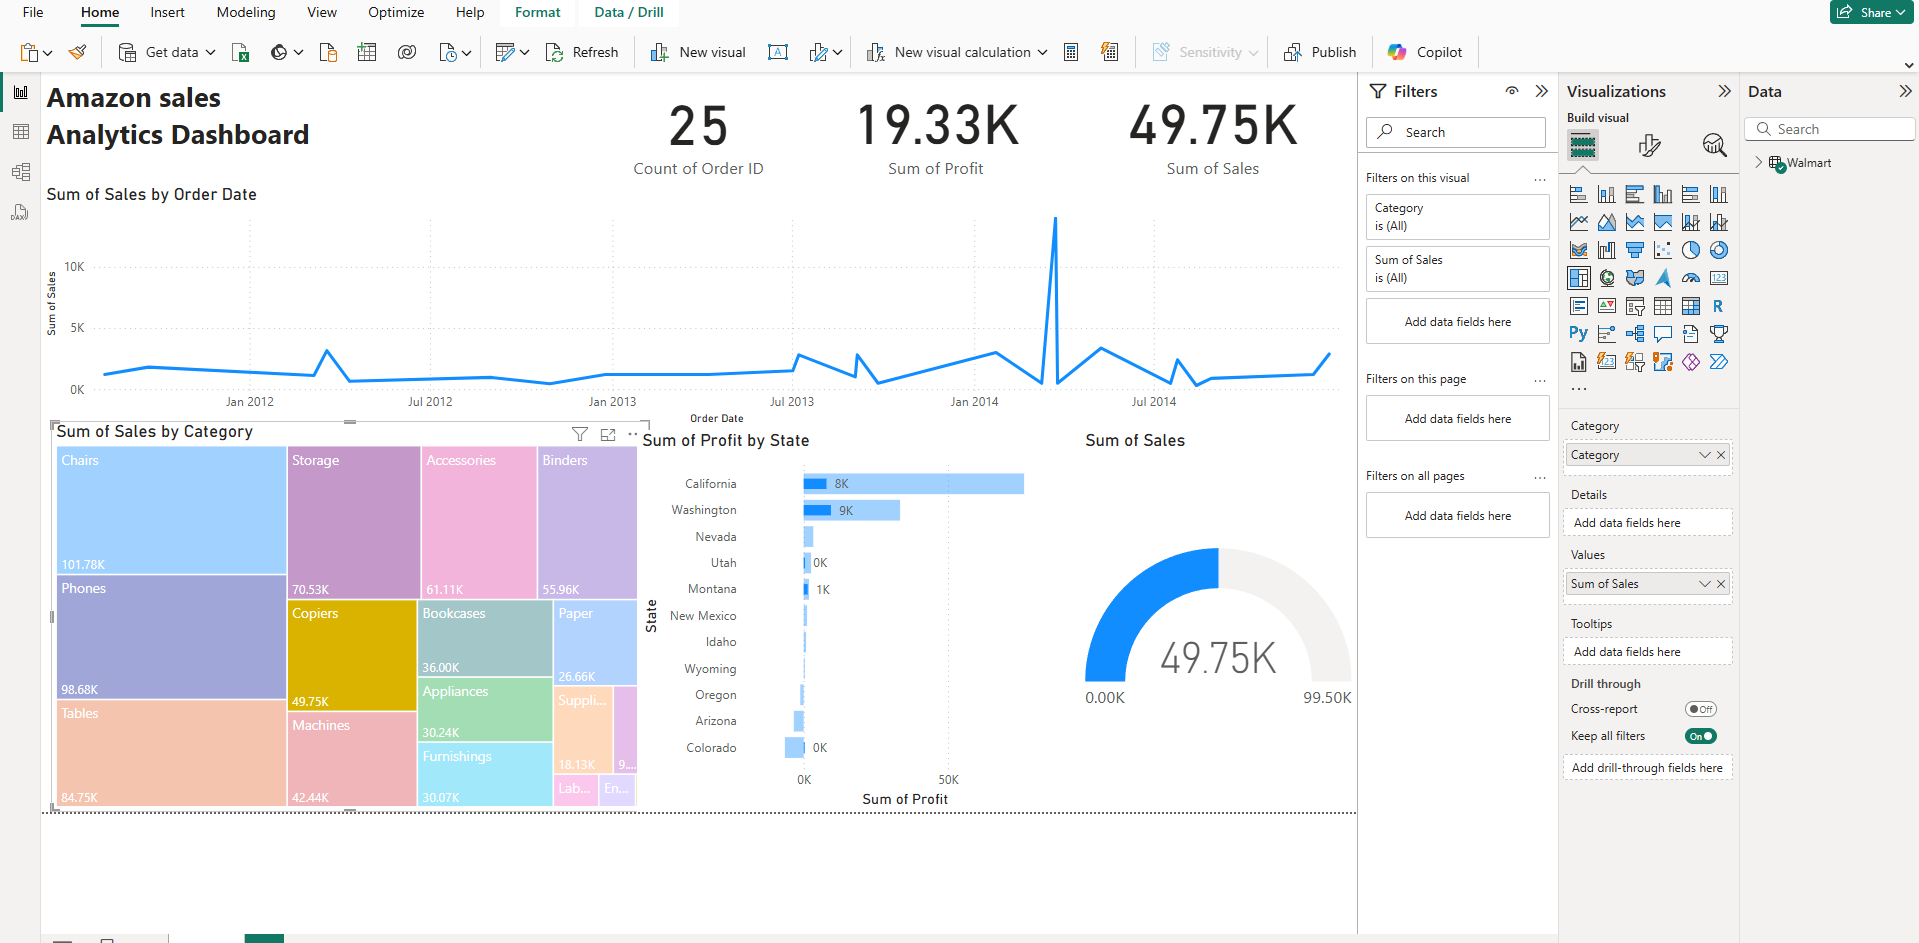 File Home Insert Modeling View Optimize Help Format Data / Drill
Share
Get data Refresh New visual New visual calculation Sensitivity Publish Copilot
Amazon sales
Analytics Dashboard
25
Count of Order ID
19.33K
Sum of Profit
49.75K
Sum of Sales
Sum of Sales by Order Date
Sum of Sales
10K
5K
0K
Jan 2012 Jul 2012 Jan 2013 Jul 2013 Jan 2014 Jul 2014
Order Date
Sum of Sales by Category
Chairs
101.78K
Phones
98.68K
Tables
84.75K
Storage
70.53K
Copiers
49.75K
Machines
42.44K
Accessories
61.11K
Binders
55.96K
Bookcases
36.00K
Appliances
30.24K
Furnishings
30.07K
Paper
26.66K
Suppli...
18.13K
9....
Lab...
En...
Sum of Profit by State
State
California 8K
Washington 9K
Nevada
Utah 0K
Montana 1K
New Mexico
Idaho
Wyoming
Oregon
Arizona
Colorado 0K
0K 50K
Sum of Profit
Sum of Sales
49.75K
0.00K 99.50K
Filters
Search
Filters on this visual ...
Category
is (All)
Sum of Sales
is (All)
Add data fields here
Filters on this page ...
Add data fields here
Filters on all pages ...
Add data fields here
Visualizations
Build visual
123
R
Py
...
Category
Category
Details
Add data fields here
Values
Sum of Sales
Tooltips
Add data fields here
Drill through
Cross-report Off
Keep all filters On
Add drill-through fields here
Data
Search
Walmart